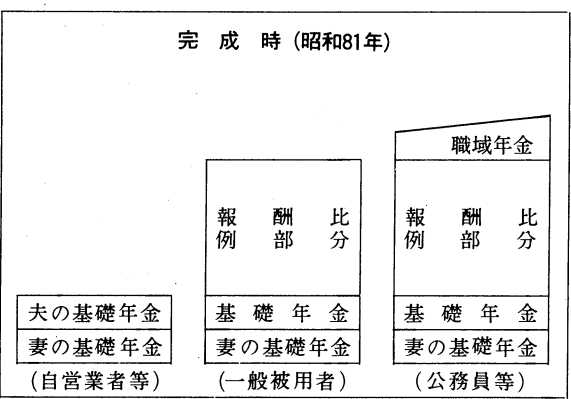 完成時（昭和81年）
夫の基礎年金
妻の基礎年金
（自営業者等）
報酬比
例部分
基礎年金
妻の基礎年金
（一般被用者）
職域年金
報酬比
例部分
基礎年金
妻の基礎年金
（公務員等）